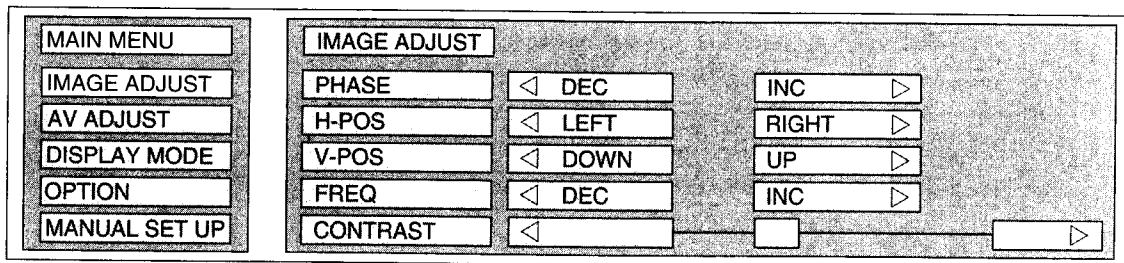 MAIN MENU
IMAGE ADJUST
AV ADJUST
DISPLAY MODE
OPTION
MANUAL SET UP
IMAGE ADJUST
PHASE ◁ DEC INC ▷
H-POS ◁ LEFT RIGHT ▷
V-POS ◁ DOWN UP ▷
FREQ ◁ DEC INC ▷
CONTRAST ◁ ▷